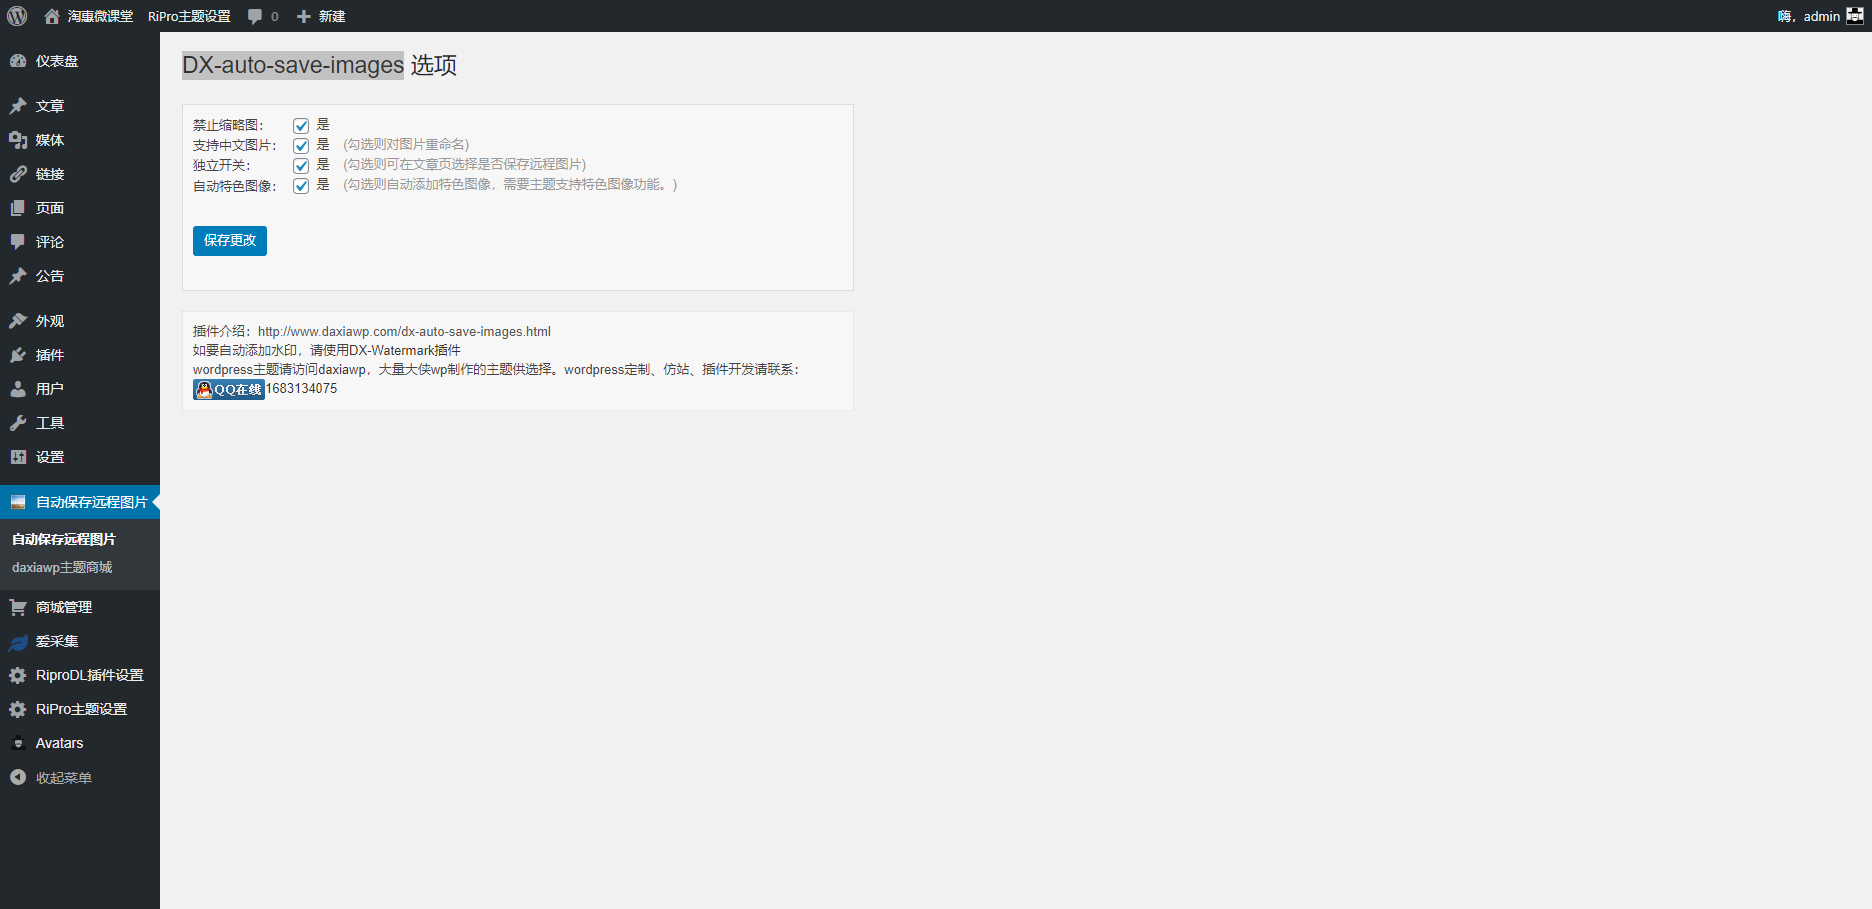 淘惠微课堂 RiPro主题设置 0 新建 嗨，admin
仪表盘
文章
媒体
链接
页面
评论
公告
外观
插件
用户
工具
设置
自动保存远程图片
自动保存远程图片
daxiawp主题商城
商城管理
爱采集
RiproDL插件设置
RiPro主题设置
Avatars
收起菜单
DX-auto-save-images 选项
禁止缩略图： 是
支持中文图片： 是 (勾选则对图片重命名)
独立开关： 是 (勾选则可在文章页选择是否保存远程图片)
自动特色图像： 是 (勾选则自动添加特色图像，需要主题支持特色图像功能。)
保存更改
插件介绍：http://www.daxiawp.com/dx-auto-save-images.html
如要自动添加水印，请使用DX-Watermark插件
wordpress主题请访问daxiawp，大量大侠wp制作的主题供选择。wordpress定制、仿站、插件开发请联系：
QQ在线 1683134075